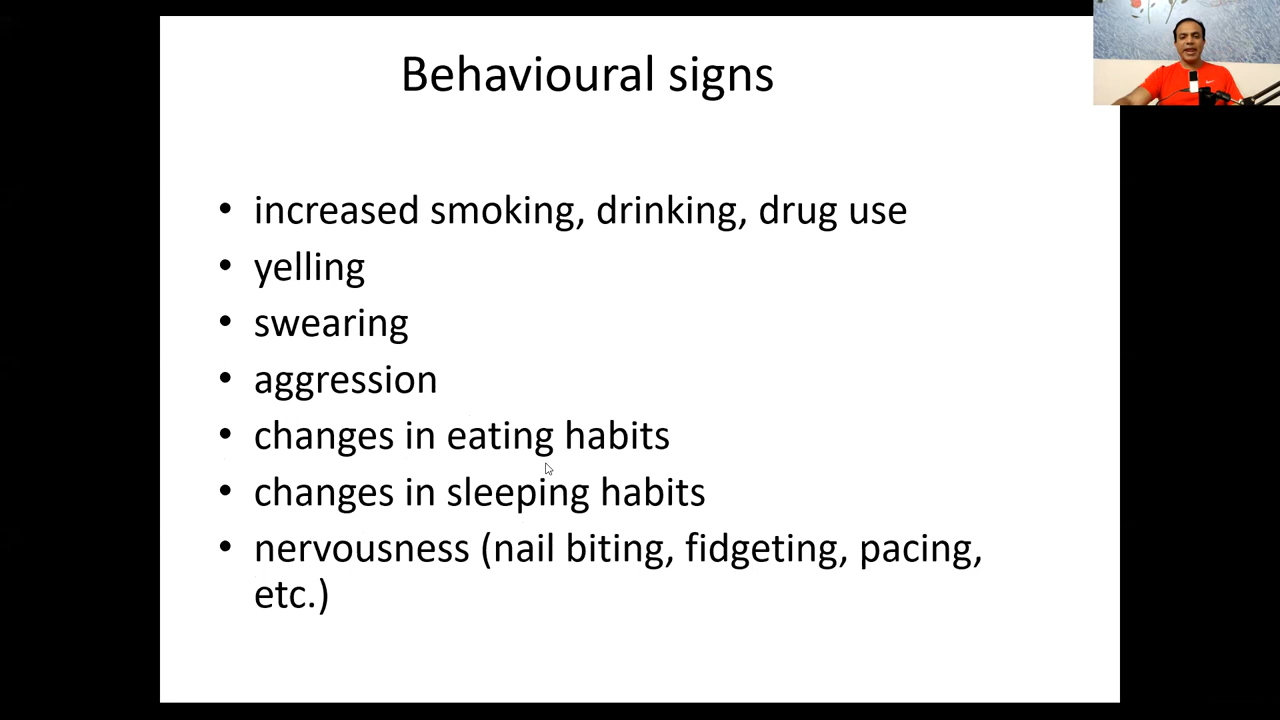 Behavioural signs
• increased smoking, drinking, drug use
• yelling
• swearing
• aggression
• changes in eating habits
• changes in sleeping habits
• nervousness (nail biting, fidgeting, pacing,
etc.)